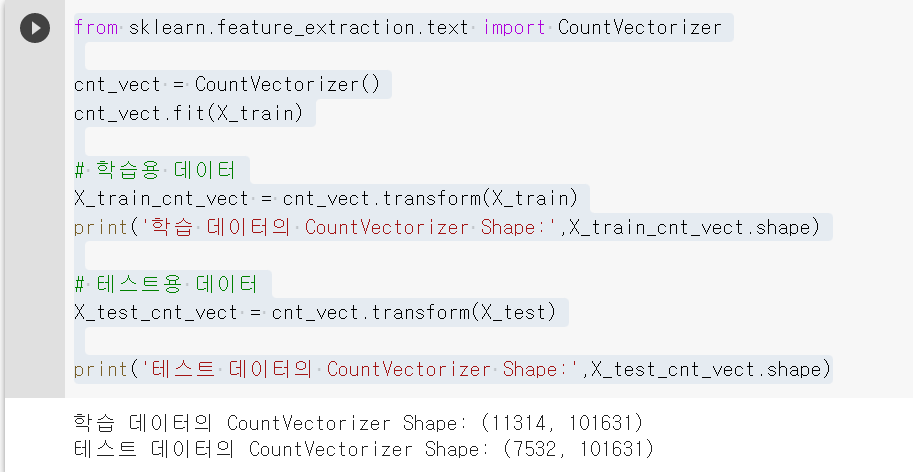 from sklearn.feature_extraction.text import CountVectorizer
cnt_vect = CountVectorizer()
cnt_vect.fit(X_train)
# 학습용 데이터
X_train_cnt_vect = cnt_vect.transform(X_train)
print('학습 데이터의 CountVectorizer Shape:',X_train_cnt_vect.shape)
# 테스트용 데이터
X_test_cnt_vect = cnt_vect.transform(X_test)
print('테스트 데이터의 CountVectorizer Shape:',X_test_cnt_vect.shape)
학습 데이터의 CountVectorizer Shape: (11314, 101631)
테스트 데이터의 CountVectorizer Shape: (7532, 101631)